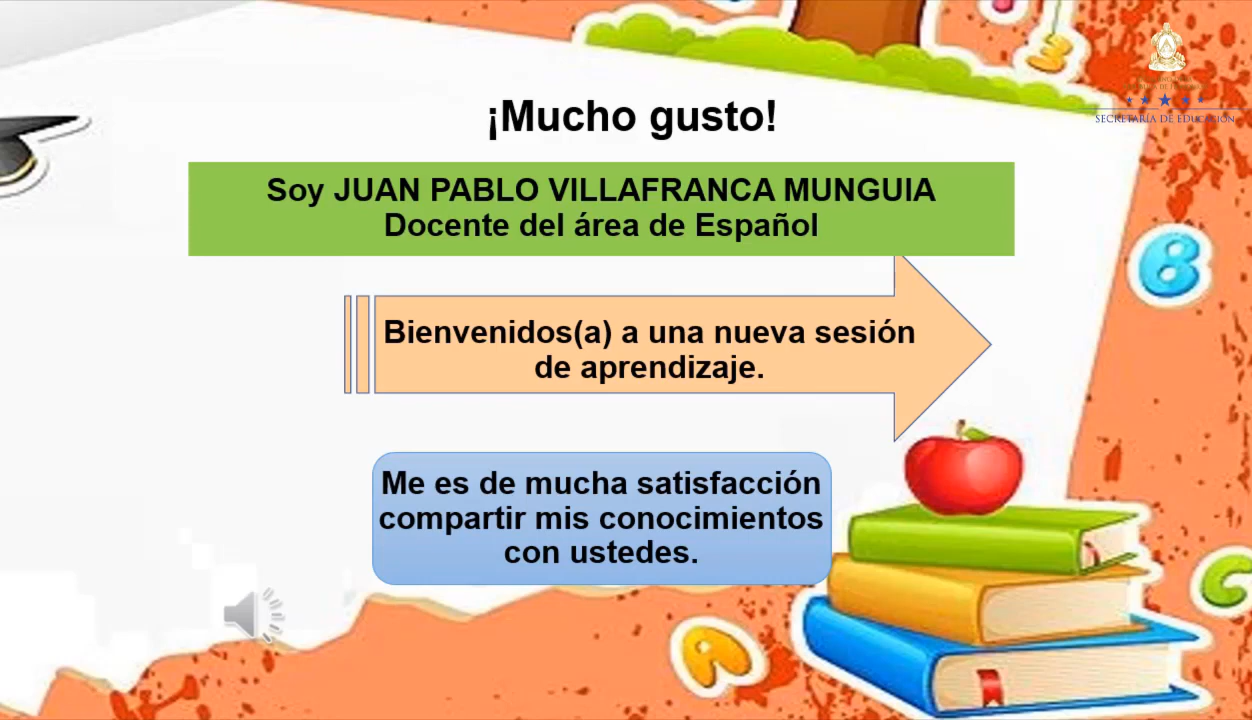 ¡Mucho gusto!
Soy JUAN PABLO VILLAFRANCA MUNGUIA
Docente del área de Español
Bienvenidos(a) a una nueva sesión
de aprendizaje.
Me es de mucha satisfacción
compartir mis conocimientos
con ustedes.
SECRETARÍA DE EDUCACIÓN
3
B
C
A